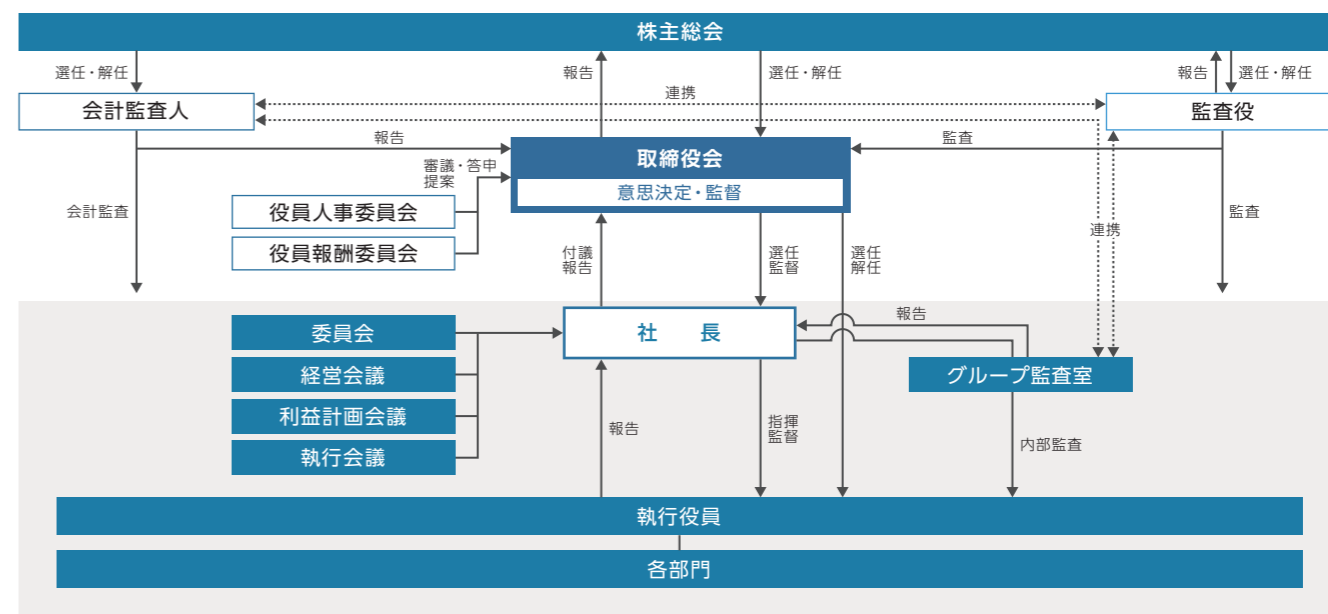 株主総会
選任・解任
報告
選任・解任
報告
選任・解任
会計監査人
連携
監査役
報告
監査
取締役会
意思決定・監督
審議・答申
提案
役員人事委員会
役員報酬委員会
会計監査
監査
連携
付議
報告
選任
監督
選任
解任
社　長
報告
委員会
経営会議
利益計画会議
執行会議
グループ監査室
報告
指揮
監督
内部監査
執行役員
各部門